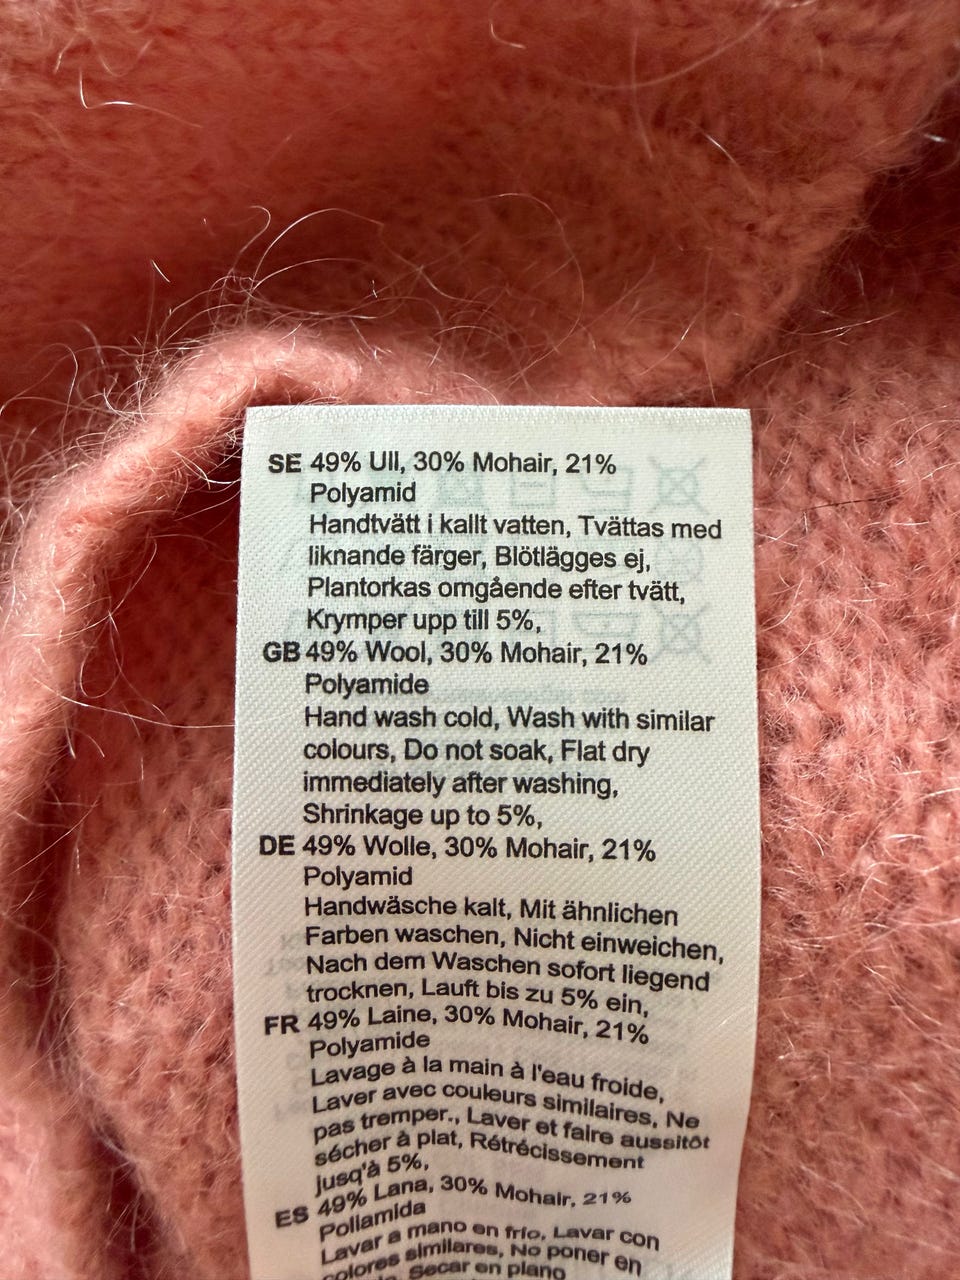 SE 49% Ull, 30% Mohair, 21%
Polyamid
Handtvätt i kallt vatten, Tvättas med
liknande färger, Blötlägges ej,
Plantorkas omgående efter tvätt,
Krymper upp till 5%,
GB 49% Wool, 30% Mohair, 21%
Polyamide
Hand wash cold, Wash with similar
colours, Do not soak, Flat dry
immediately after washing,
Shrinkage up to 5%,
DE 49% Wolle, 30% Mohair, 21%
Polyamid
Handwäsche kalt, Mit ähnlichen
Farben waschen, Nicht einweichen,
Nach dem Waschen sofort liegend
trocknen, Lauft bis zu 5% ein,
FR 49% Laine, 30% Mohair, 21%
Polyamide
Lavage à la main à l'eau froide,
Laver avec couleurs similaires, Ne
pas tremper., Laver et faire aussitôt
sécher à plat, Rétrécissement
jusq'à 5%,
ES 49% Lana, 30% Mohair, 21%
Poliamida
Lavar a mano en frío, Lavar con
colores similares, No poner en
Secar en plano